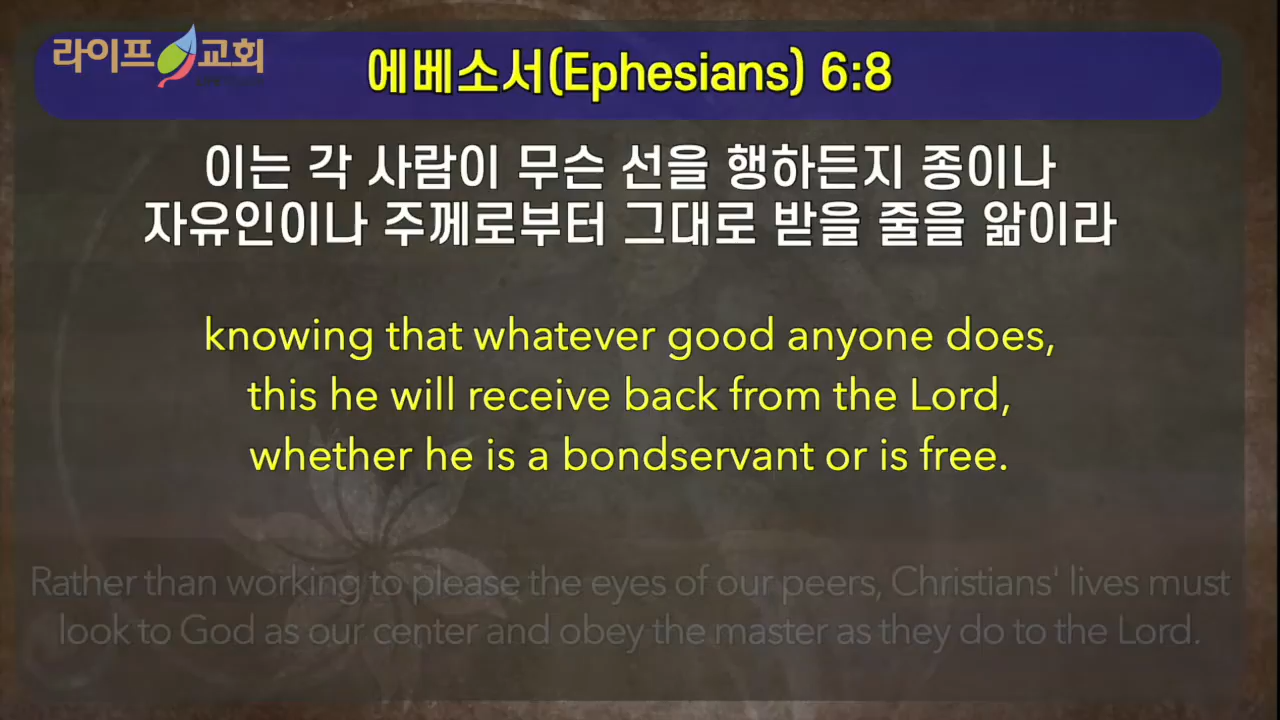 라이프교회
에베소서(Ephesians) 6:8
이는 각 사람이 무슨 선을 행하든지 종이나
자유인이나 주께로부터 그대로 받을 줄을 앎이라
knowing that whatever good anyone does,
this he will receive back from the Lord,
whether he is a bondservant or is free.
Rather than working to please the eyes of our peers, Christians' lives must
look to God as our center and obey the master as they do to the Lord.